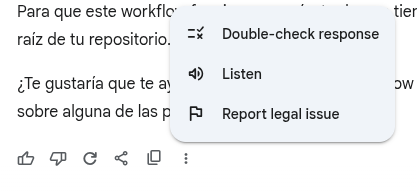 Para que este workflow
raíz de tu repositorio.
Double-check response
¿Te gustaría que te
Listen
sobre alguna de las
Report legal issue